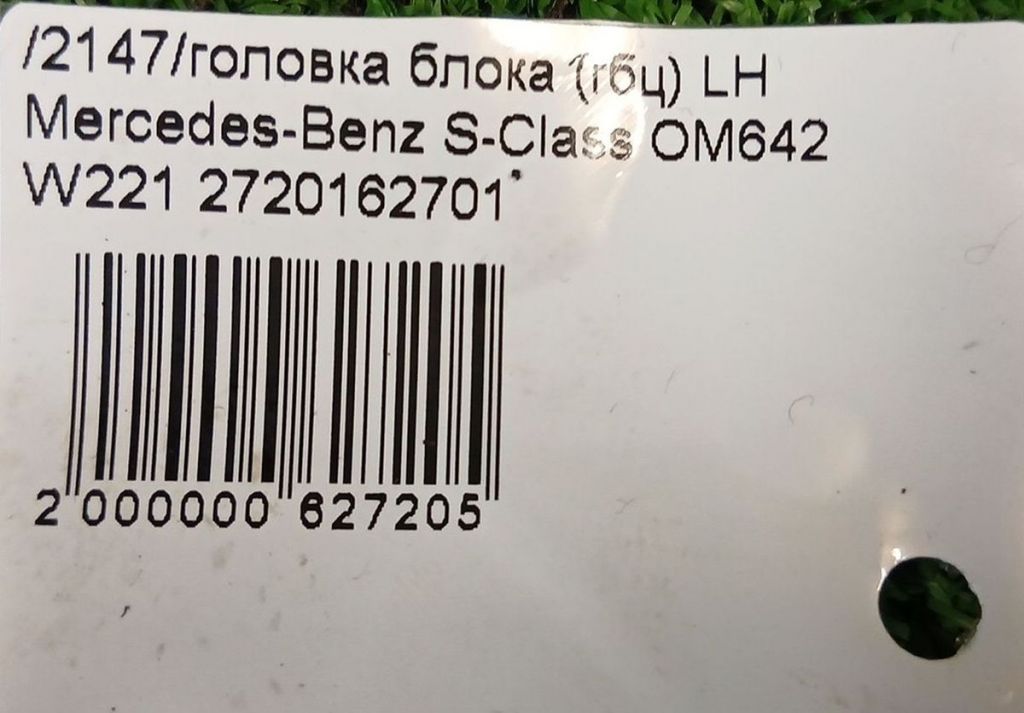 /2147/головка блока (гбц) LH
Mercedes-Benz S-Class OM642
W221 2720162701
2 000000 627205